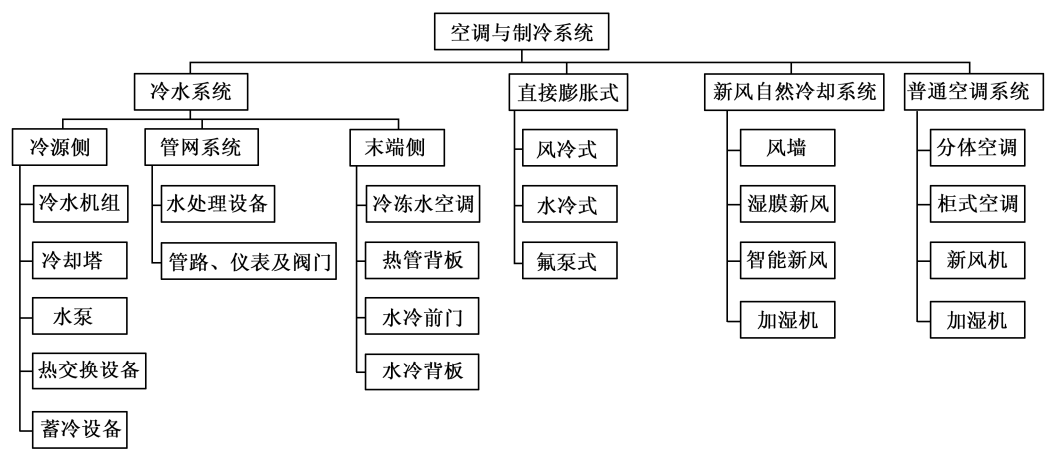 空调与制冷系统
冷水系统
直接膨胀式
新风自然冷却系统
普通空调系统
冷源侧
管网系统
末端侧
冷水机组
冷却塔
水泵
热交换设备
蓄冷设备
水处理设备
管路、仪表及阀门
冷冻水空调
热管背板
水冷前门
水冷背板
风冷式
水冷式
氟泵式
风墙
湿膜新风
智能新风
加湿机
分体空调
柜式空调
新风机
加湿机